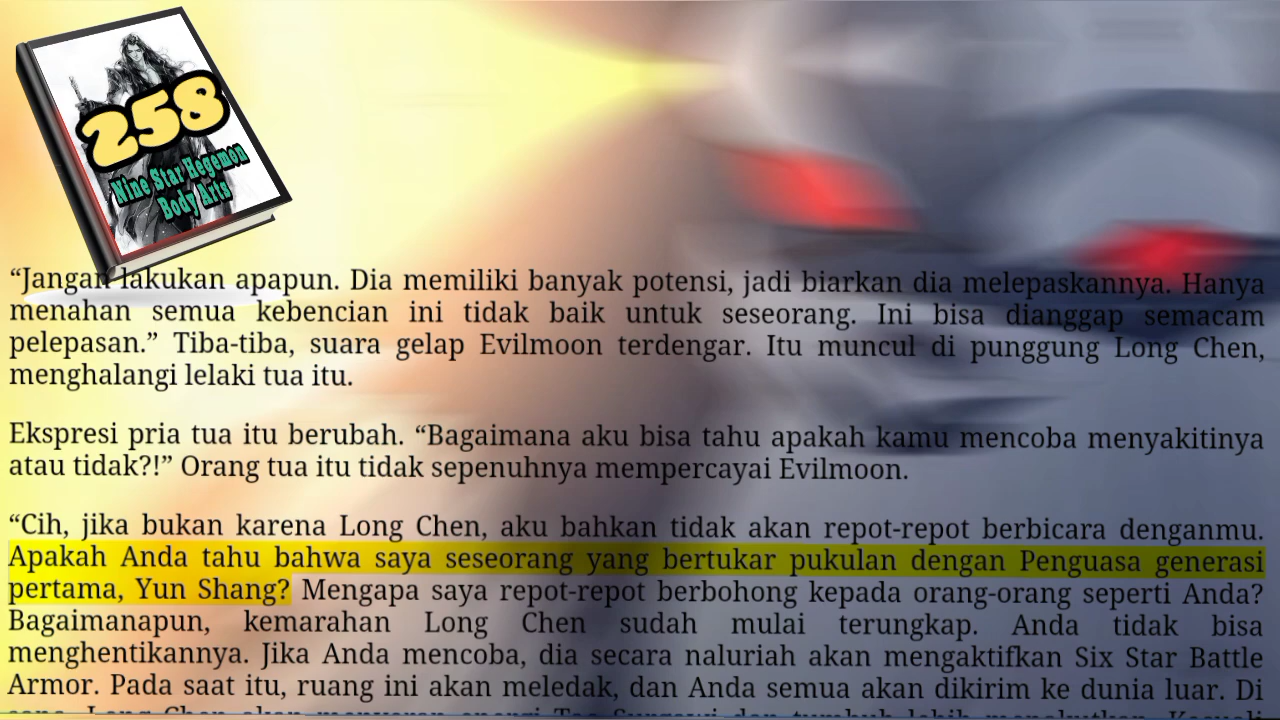 258
Nine Star Hegemon
Body Arts
“Jangan lakukan apapun. Dia memiliki banyak potensi, jadi biarkan dia melepaskannya. Hanya
menahan semua kebencian ini tidak baik untuk seseorang. Ini bisa dianggap semacam
pelepasan.” Tiba-tiba, suara gelap Evilmoon terdengar. Itu muncul di punggung Long Chen,
menghalangi lelaki tua itu.
Ekspresi pria tua itu berubah. “Bagaimana aku bisa tahu apakah kamu mencoba menyakitinya
atau tidak?!” Orang tua itu tidak sepenuhnya mempercayai Evilmoon.
“Cih, jika bukan karena Long Chen, aku bahkan tidak akan repot-repot berbicara denganmu.
Apakah Anda tahu bahwa saya seseorang yang bertukar pukulan dengan Penguasa generasi
pertama, Yun Shang? Mengapa saya repot-repot berbohong kepada orang-orang seperti Anda?
Bagaimanapun, kemarahan Long Chen sudah mulai terungkap. Anda tidak bisa
menghentikannya. Jika Anda mencoba, dia secara naluriah akan mengaktifkan Six Star Battle
Armor. Pada saat itu, ruang ini akan meledak, dan Anda semua akan dikirim ke dunia luar. Di